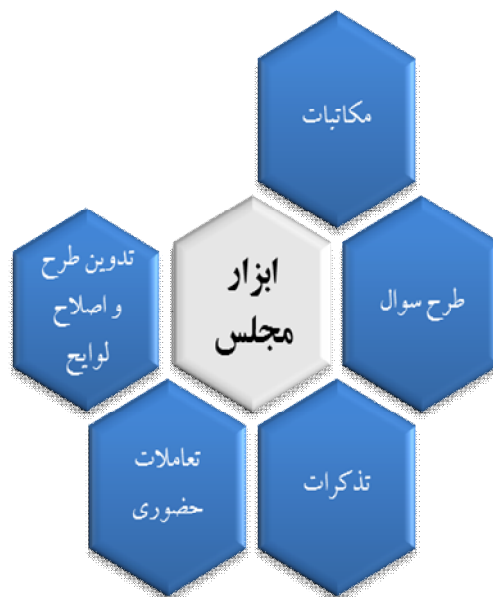 مکاتبات
ابزار
مجلس
طرح سوال
تدوین طرح
و اصلاح
لوایح
تذکرات
تعاملات
حضوری